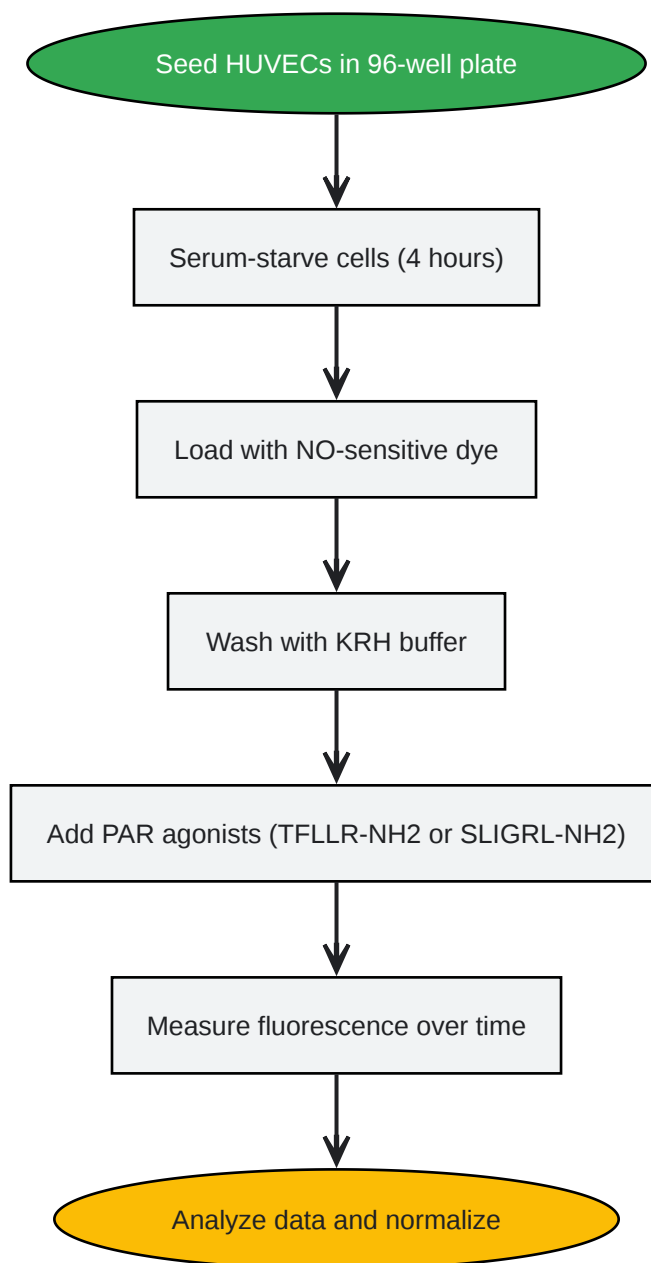 Seed HUVECs in 96-well plate
Serum-starve cells (4 hours)
Load with NO-sensitive dye
Wash with KRH buffer
Add PAR agonists (TFLLR-NH2 or SLIGRL-NH2)
Measure fluorescence over time
Analyze data and normalize